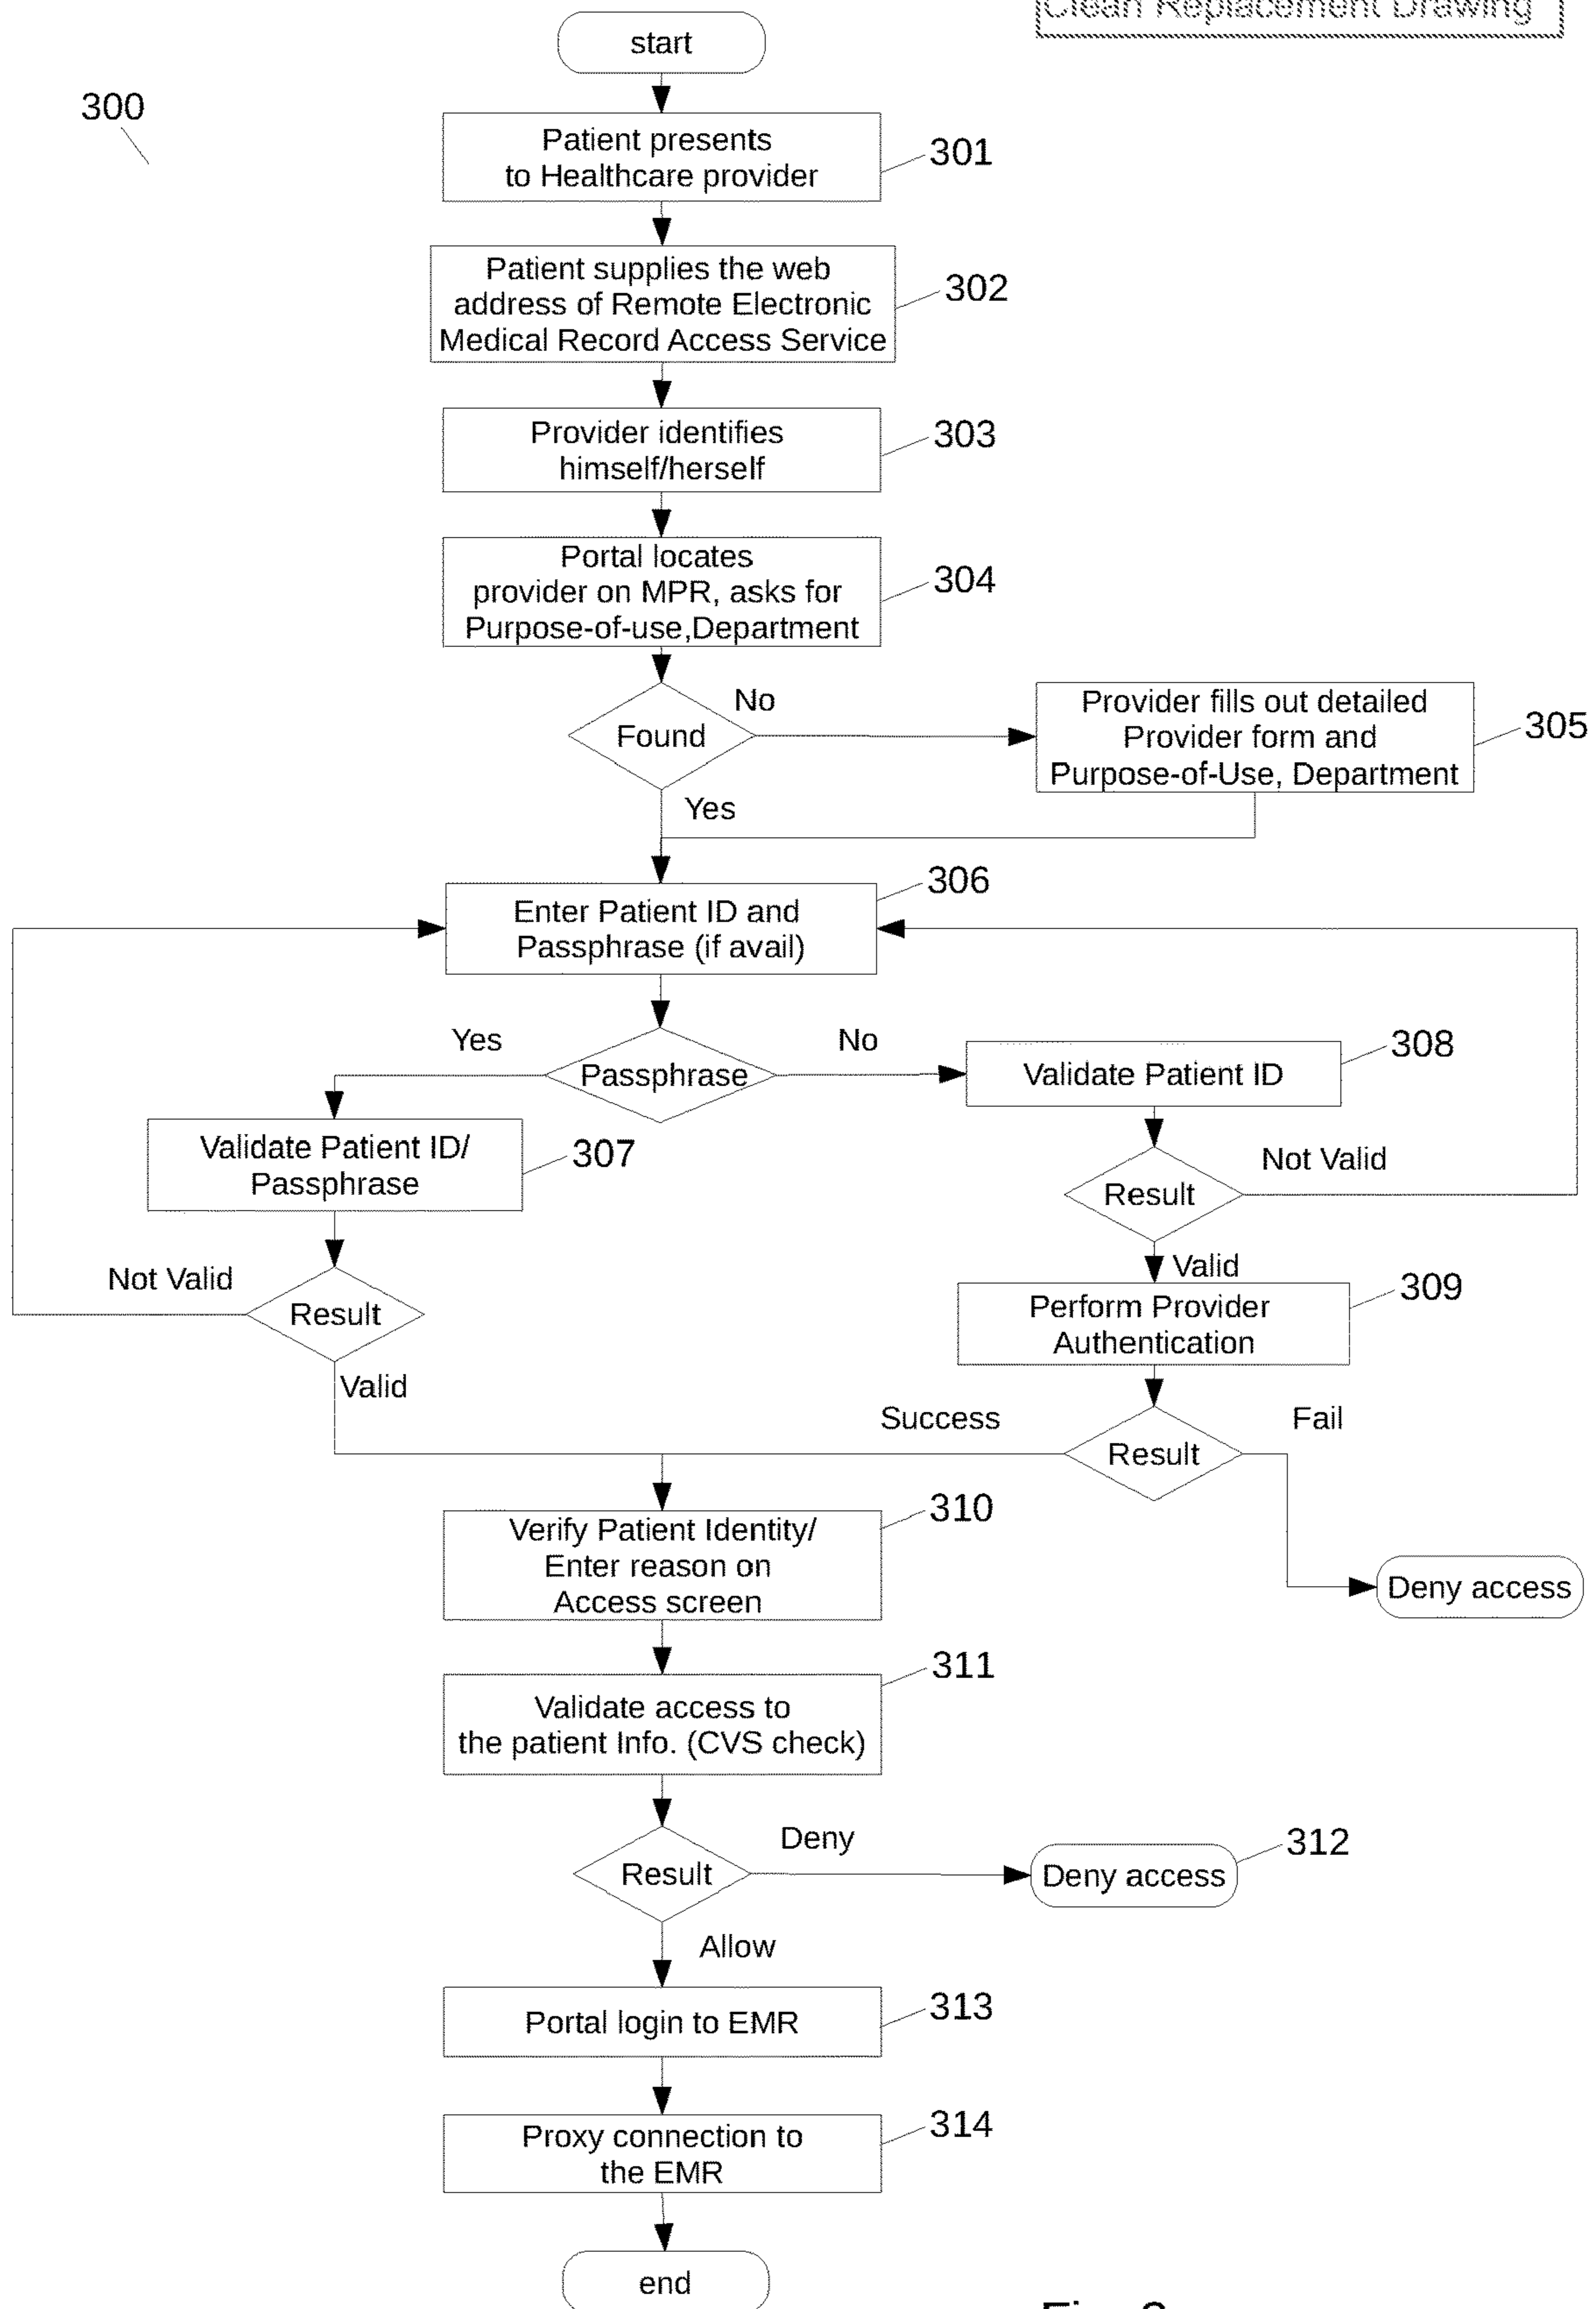 Clean Replacement Drawing
start
300
Patient presents
to Healthcare provider
301
Patient supplies the web
address of Remote Electronic
Medical Record Access Service
302
Provider identifies
himself/herself
303
Portal locates
provider on MPR, asks for
Purpose-of-use,Department
304
Found
No
Yes
Provider fills out detailed
Provider form and
Purpose-of-Use, Department
305
Enter Patient ID and
Passphrase (if avail)
306
Yes
Passphrase
No
Validate Patient ID
308
Validate Patient ID/
Passphrase
307
Result
Not Valid
Valid
Not Valid
Result
Valid
Perform Provider
Authentication
309
Success
Result
Fail
Deny access
Verify Patient Identity/
Enter reason on
Access screen
310
Validate access to
the patient Info. (CVS check)
311
Result
Deny
Deny access
312
Allow
Portal login to EMR
313
Proxy connection to
the EMR
314
end